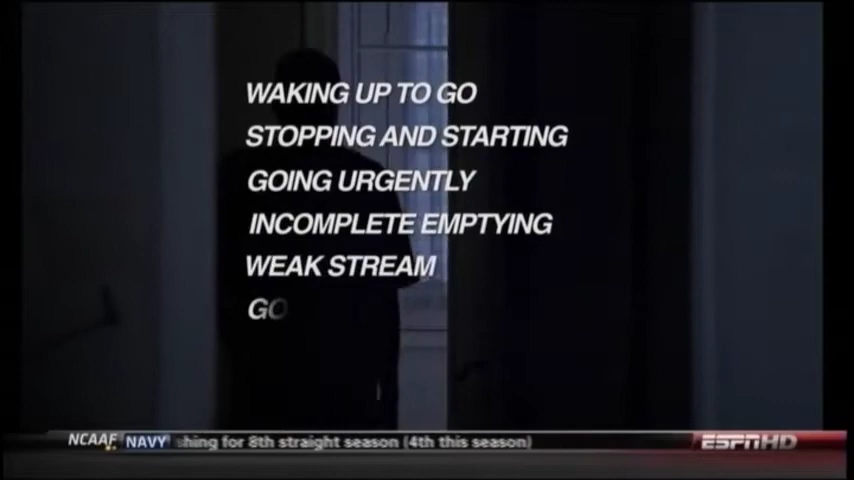 WAKING UP TO GO
STOPPING AND STARTING
GOING URGENTLY
INCOMPLETE EMPTYING
WEAK STREAM
GO
NCAAF NAVY shing for 8th straight season (4th this season) ESPNHD